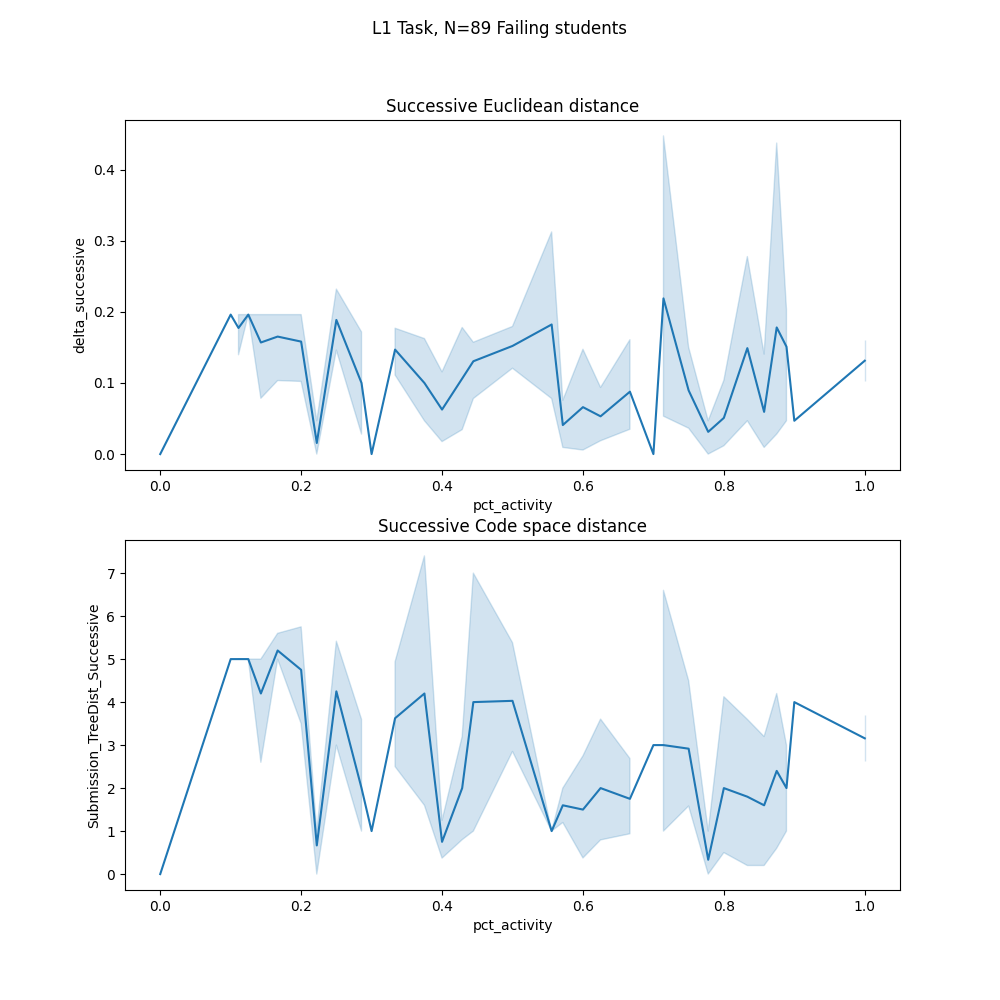 L1 Task, N=89 Failing students
Successive Euclidean distance
delta_successive
0.4
0.3
0.2
0.1
0.0
0.0 0.2 0.4 0.6 0.8 1.0
pct_activity
Successive Code space distance
Submission_TreeDist_Successive
7
6
5
4
3
2
1
0
0.0 0.2 0.4 0.6 0.8 1.0
pct_activity